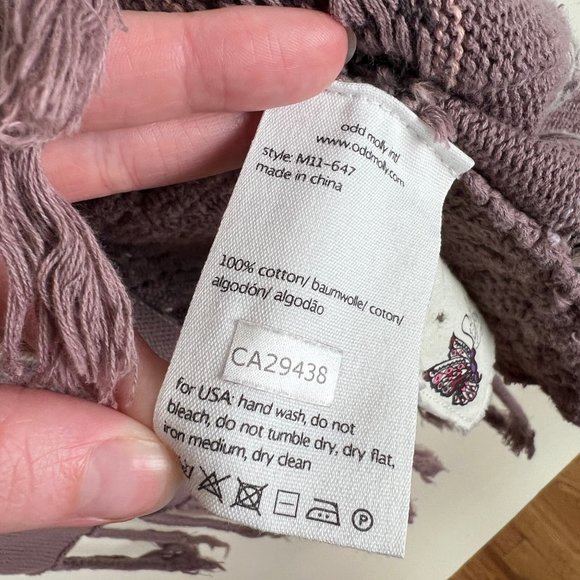 odd molly intl
www.oddmolly.com
style: M11-647
made in china
100% cotton/ baumwolle/ coton/
algodón/ algodão
CA29438
for USA: hand wash, do not
bleach, do not tumble dry, dry flat,
iron medium, dry clean
P